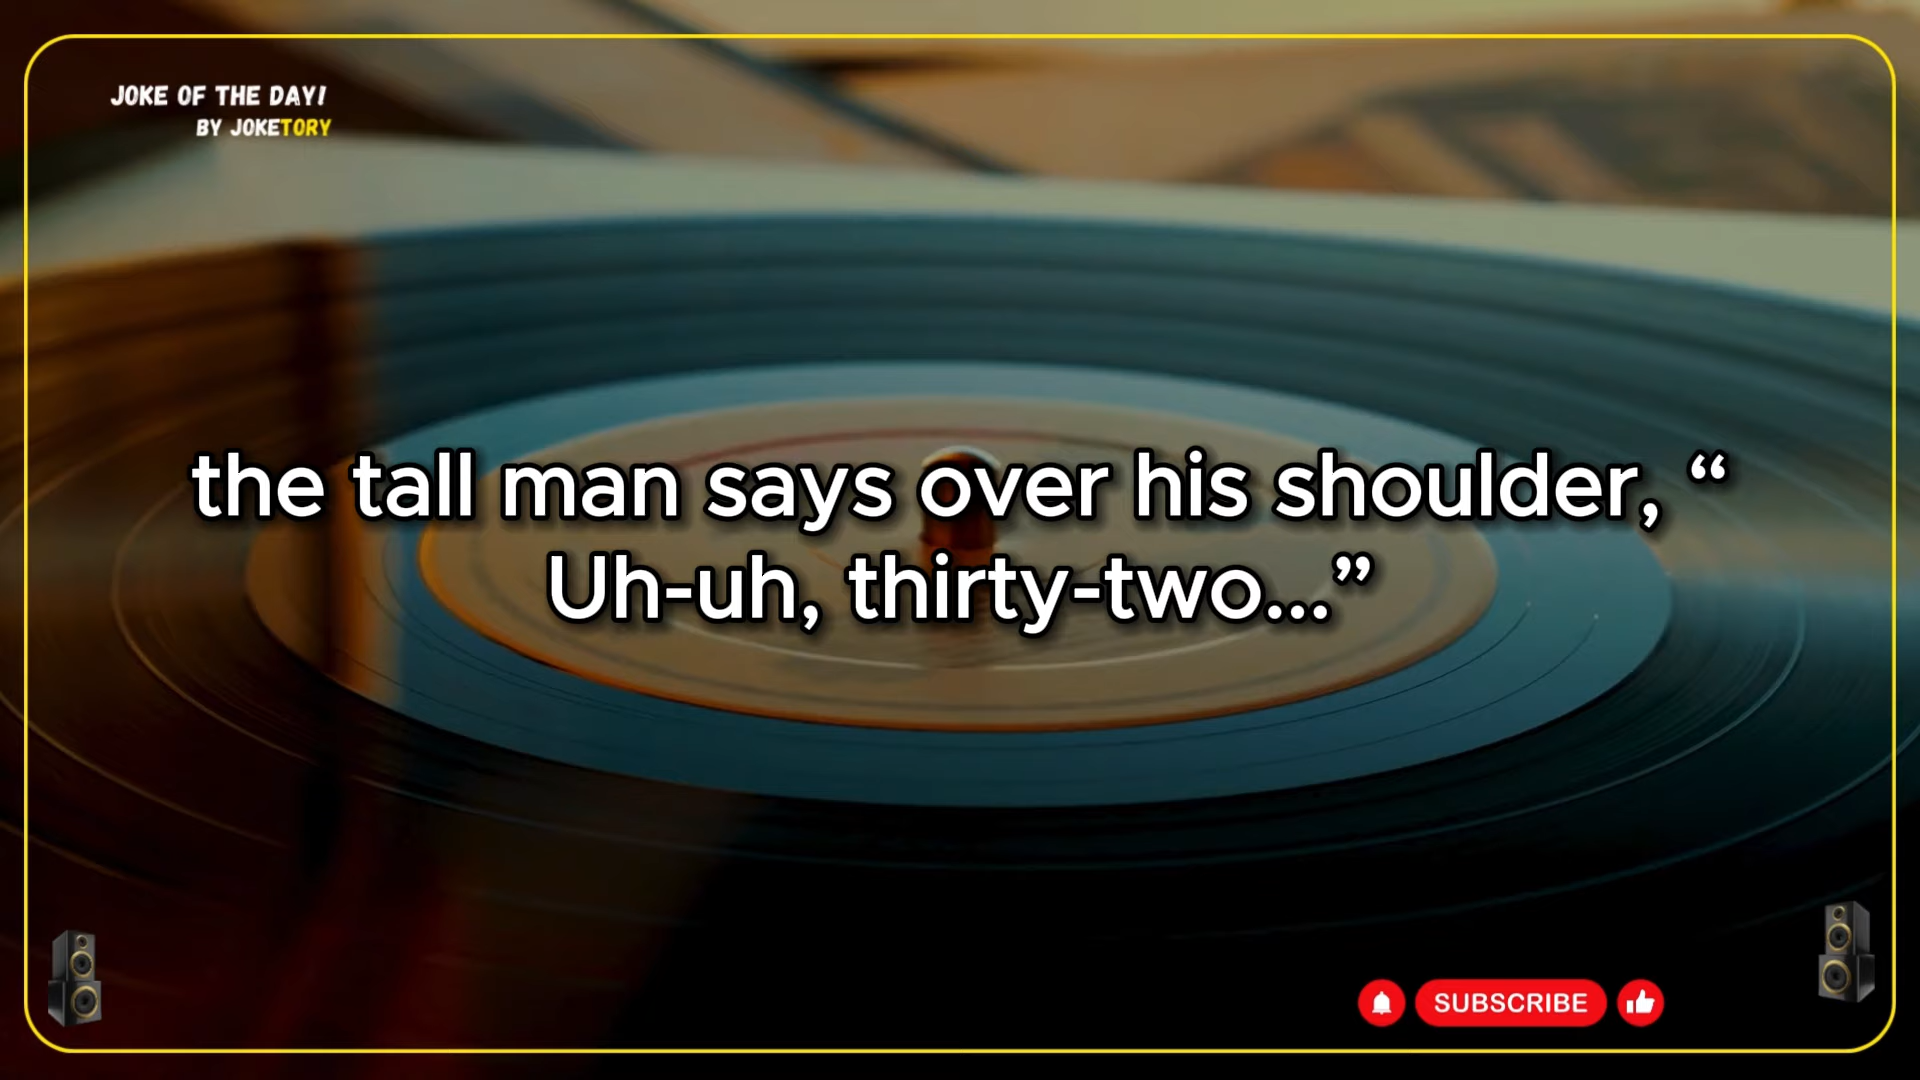 JOKE OF THE DAY!
BY JOKETORY
the tall man says over his shoulder, “
Uh-uh, thirty-two...”
SUBSCRIBE